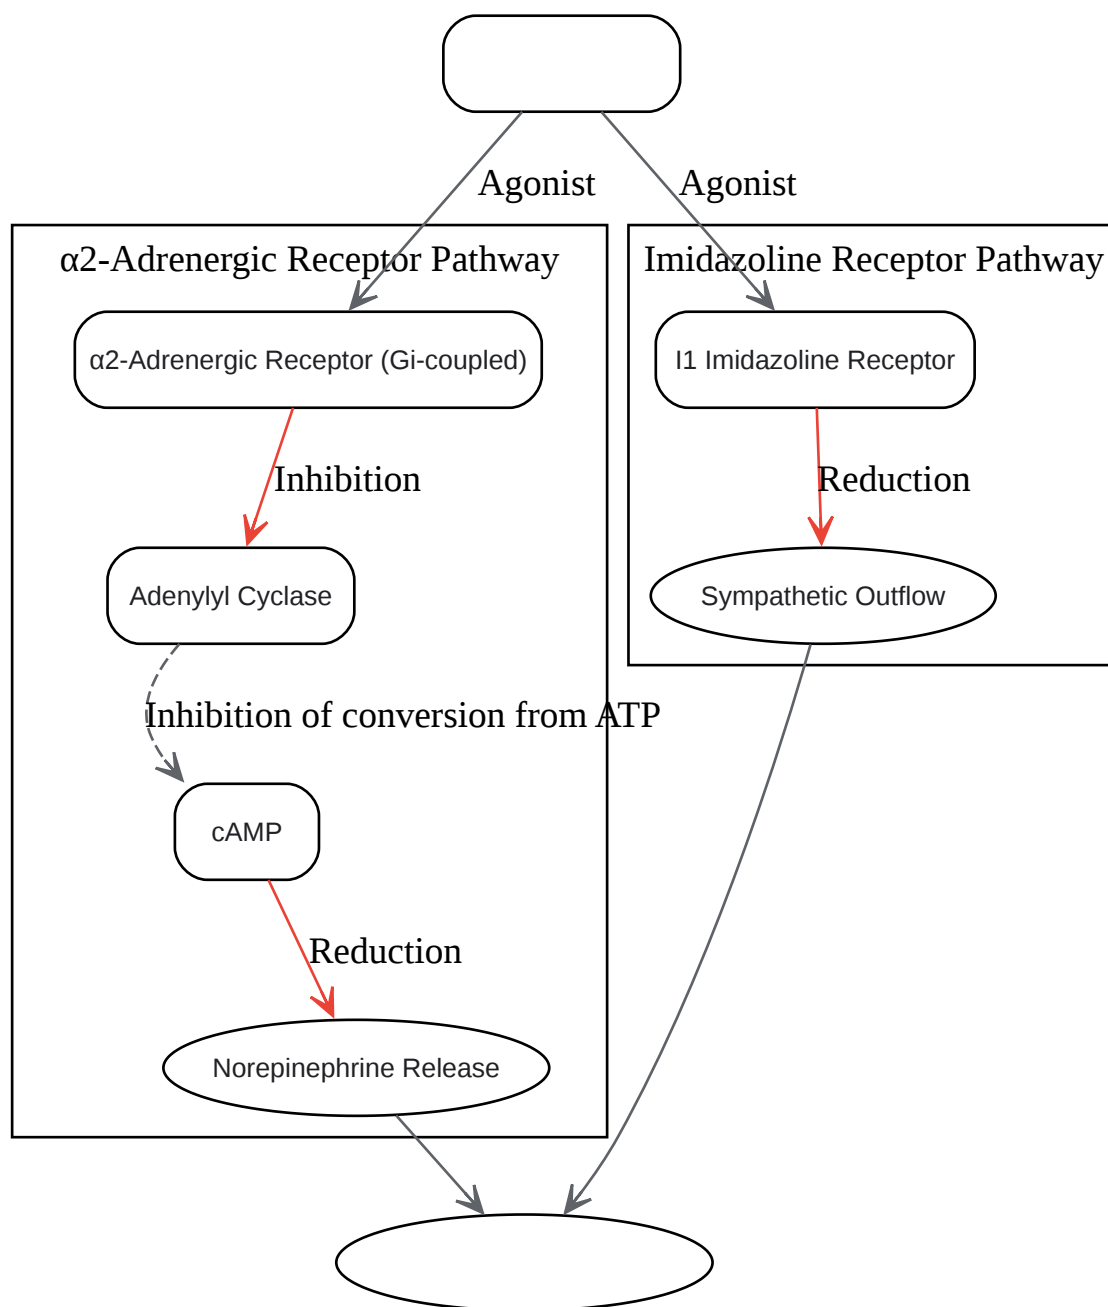 Agonist
Agonist
α2-Adrenergic Receptor Pathway
Imidazoline Receptor Pathway
α2-Adrenergic Receptor (Gi-coupled)
I1 Imidazoline Receptor
Inhibition
Reduction
Adenylyl Cyclase
Sympathetic Outflow
Inhibition of conversion from ATP
cAMP
Reduction
Norepinephrine Release